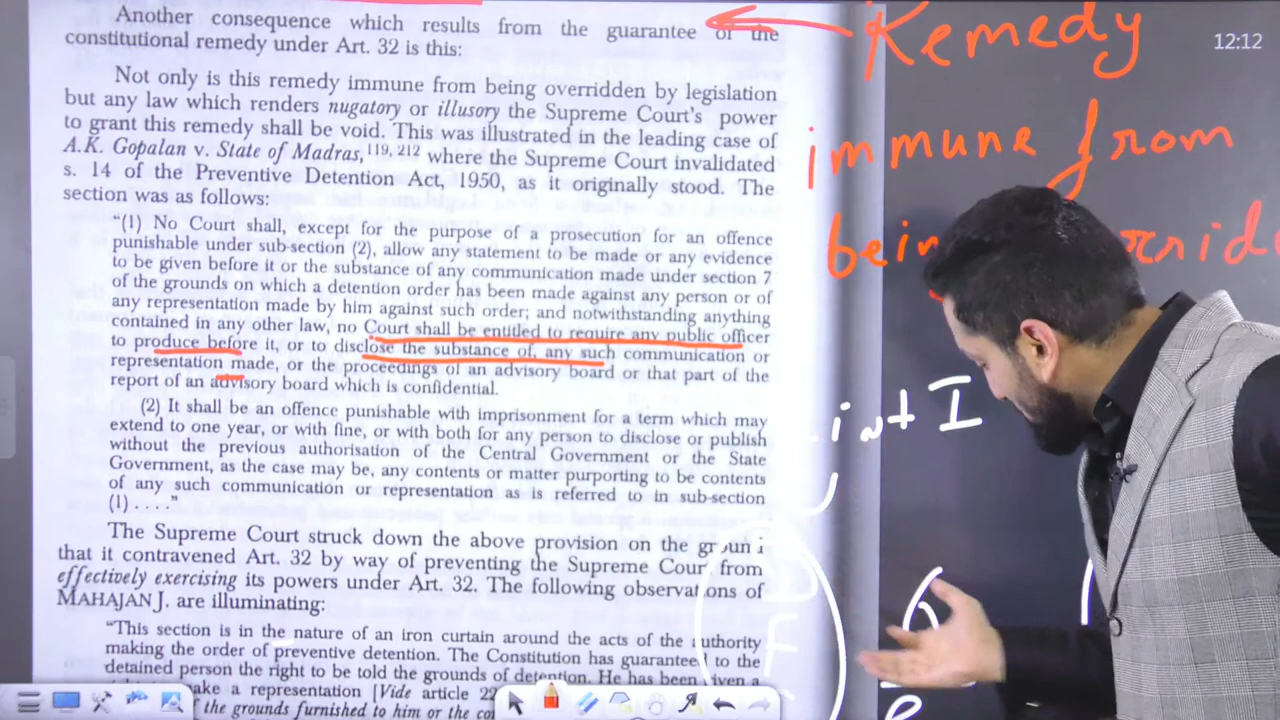 Another consequence which results from the guarantee of the
constitutional remedy under Art. 32 is this:
Not only is this remedy immune from being overridden by legislation
but any law which renders nugatory or illusory the Supreme Court's power
to grant this remedy shall be void. This was illustrated in the leading case of
A.K. Gopalan v. State of Madras,119, 212 where the Supreme Court invalidated
s. 14 of the Preventive Detention Act, 1950, as it originally stood. The
section was as follows:
"(1) No Court shall, except for the purpose of a prosecution for an offence
punishable under sub-section (2), allow any statement to be made or any evidence
to be given before it or the substance of any communication made under section 7
of the grounds on which a detention order has been made against any person or of
any representation made by him against such order; and notwithstanding anything
contained in any other law, no Court shall be entitled to require any public officer
to produce before it, or to disclose the substance of, any such communication or
representation made, or the proceedings of an advisory board or that part of the
report of an advisory board which is confidential.
(2) It shall be an offence punishable with imprisonment for a term which may
extend to one year, or with fine, or with both for any person to disclose or publish
without the previous authorisation of the Central Government or the State
Government, as the case may be, any contents or matter purporting to be contents
of any such communication or representation as is referred to in sub-section
(1) . . . ."
The Supreme Court struck down the above provision on the
that it contravened Art. 32 by way of preventing the Supreme Cour from
effectively exercising its powers under Art. 32. The following observations of
MAHAJAN J. are illuminating:
"This section is in the nature of an iron curtain around the acts of the authority
making the order of preventive detention. The Constitution has guarantee to the
detained person the right to be told the grounds of detention. He has been given a
ake a representation [Vide article 22
the grounds furnished to him or the co
Remedy
immune from
12:12